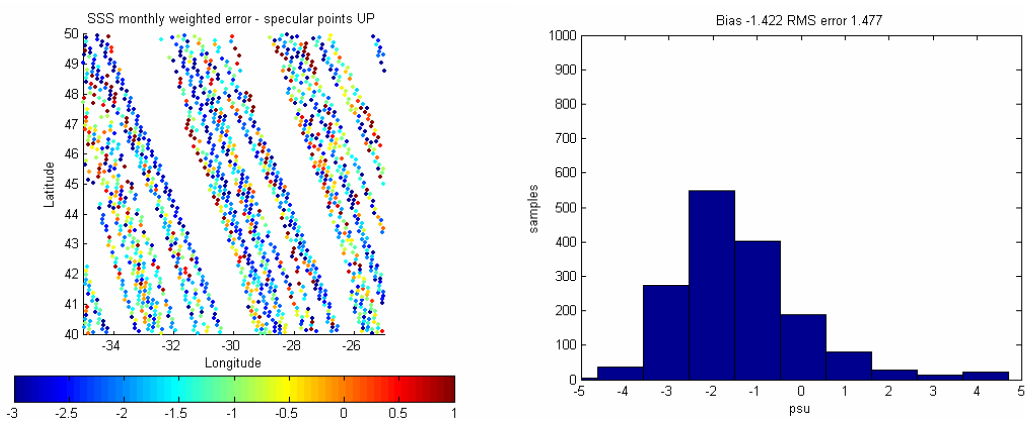 SSS monthly weighted error - specular points UP
50
49
48
47
46
45
44
43
42
41
40
Latitude
-34 -32 -30 -28 -26
Longitude
-3 -2.5 -2 -1.5 -1 -0.5 0 0.5 1
Bias -1.422 RMS error 1.477
1000
900
800
700
600
500
400
300
200
100
0
samples
-5 -4 -3 -2 -1 0 1 2 3 4 5
psu